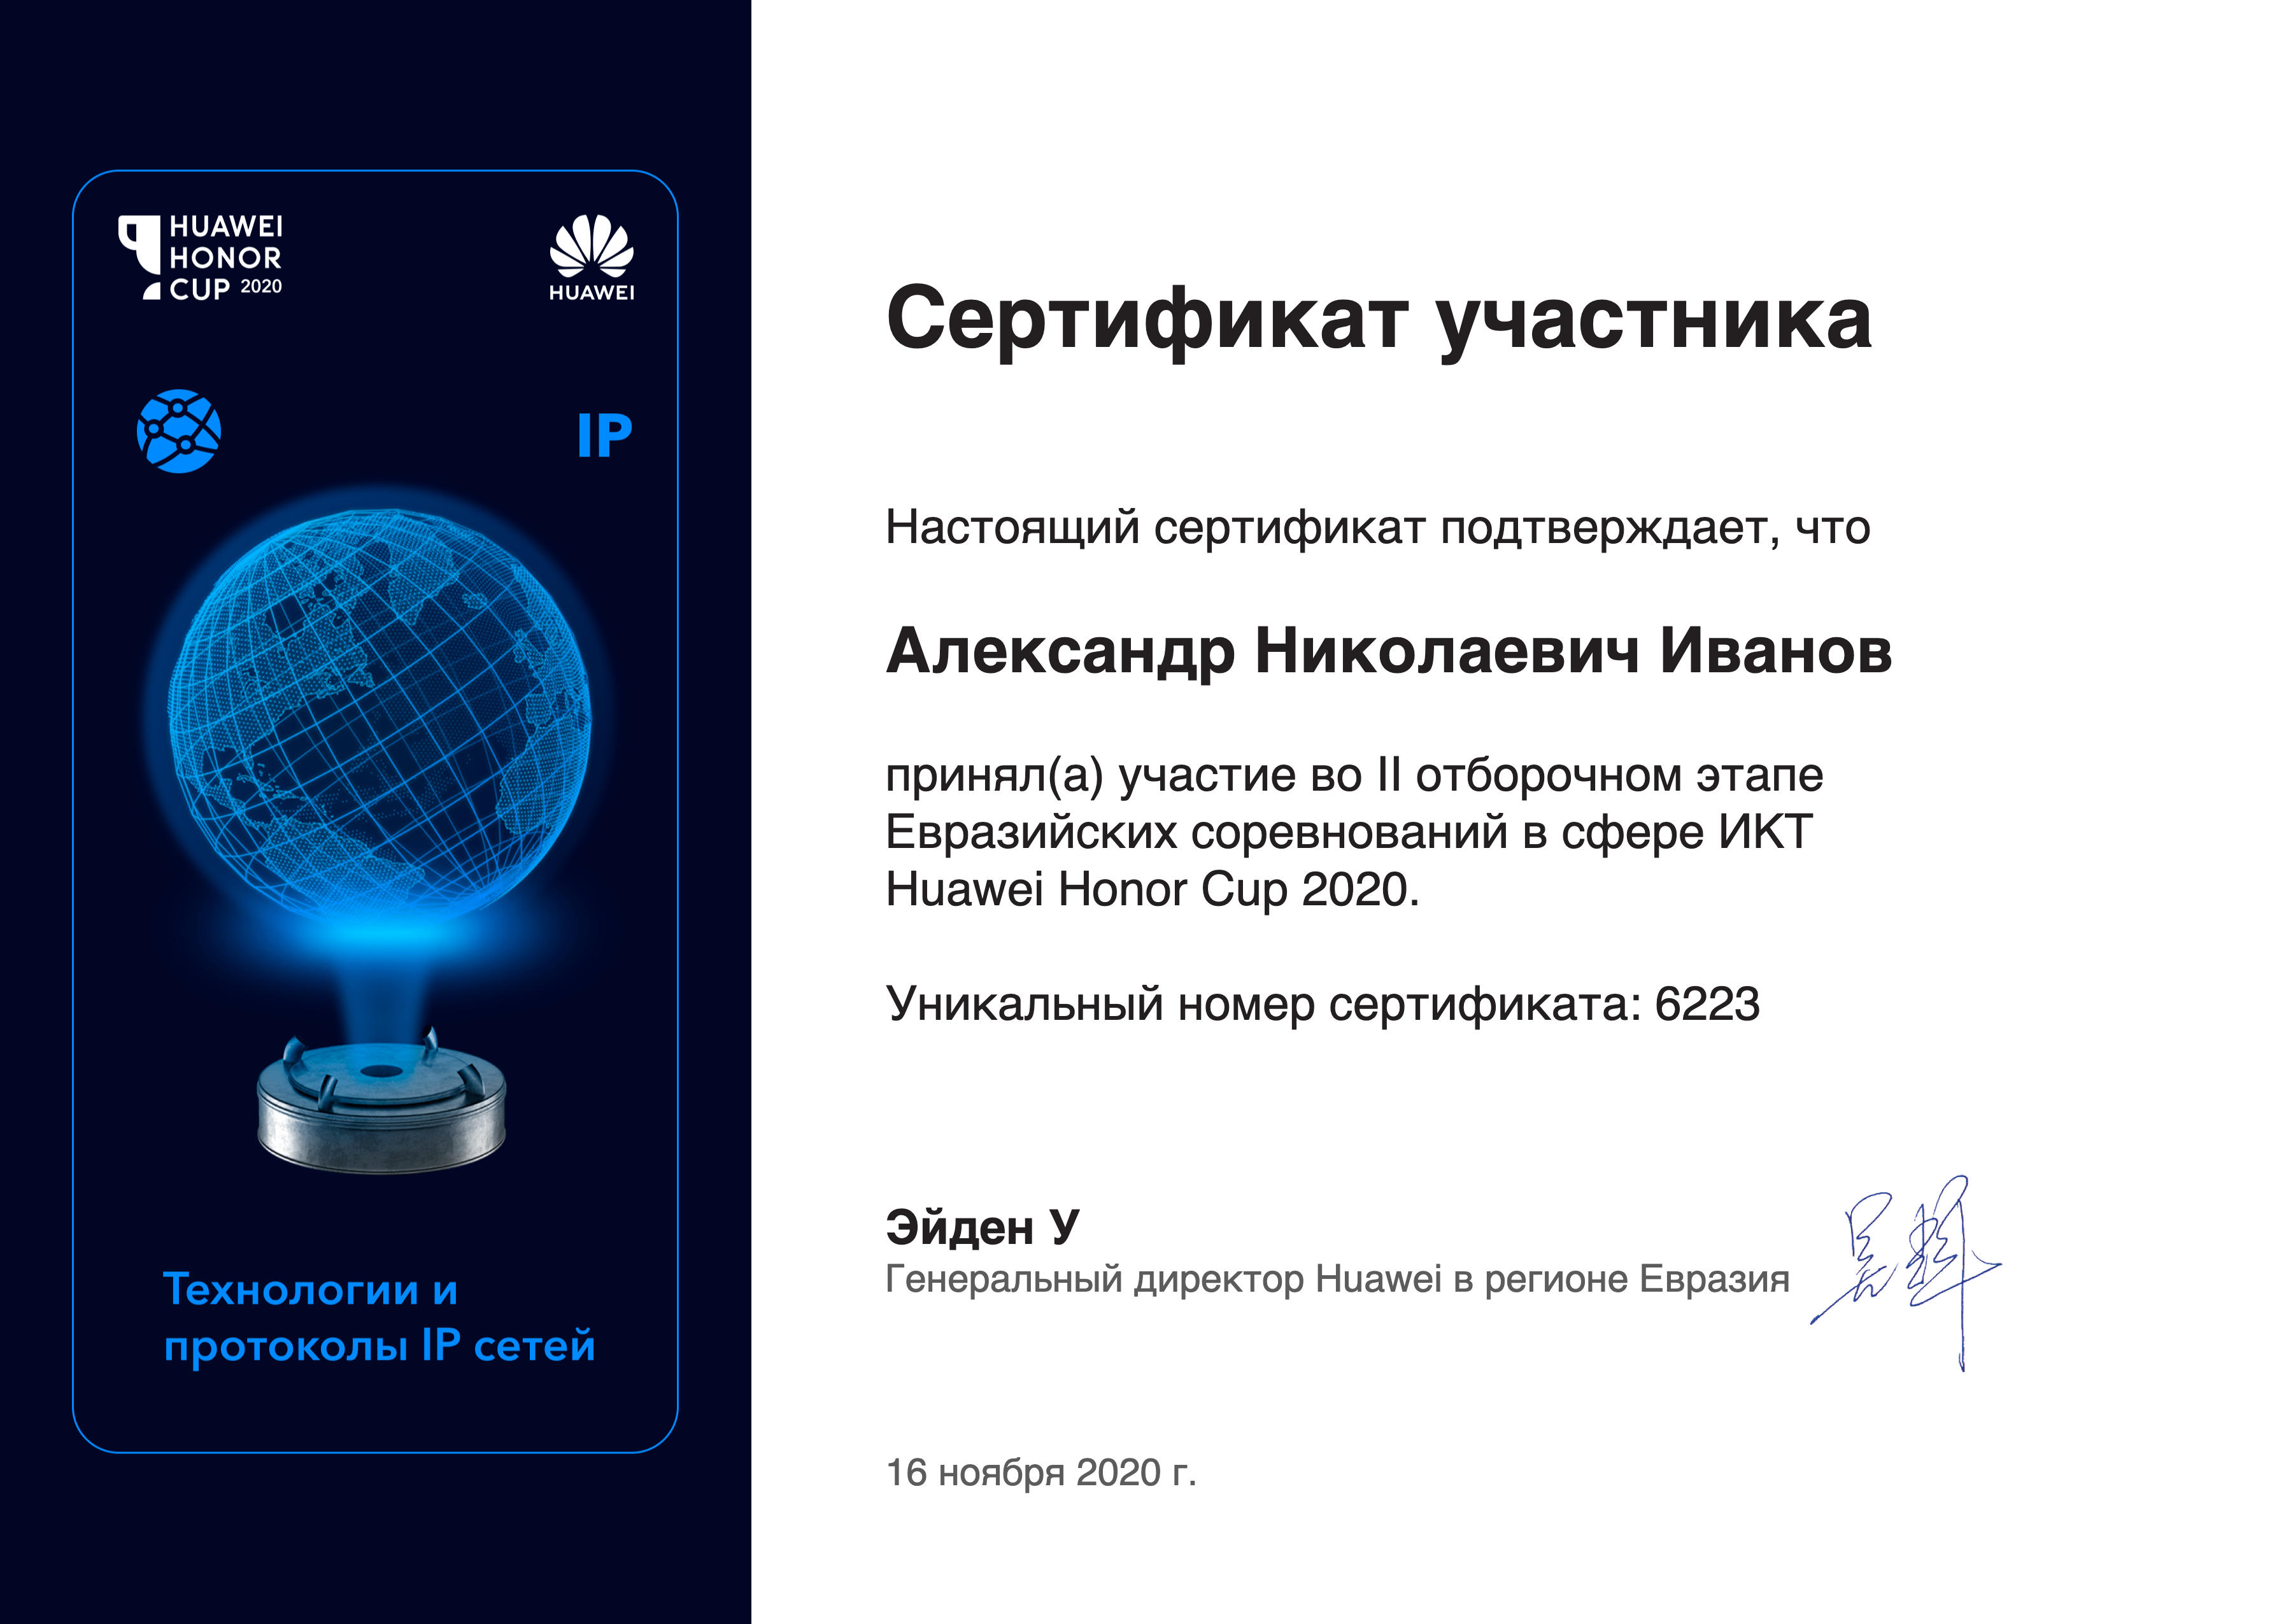 HUAWEI
HONOR
CUP 2020
HUAWEI
IP
Технологии и
протоколы IP сетей
Сертификат участника
Настоящий сертификат подтверждает, что
Александр Николаевич Иванов
принял(а) участие во II отборочном этапе
Евразийских соревнований в сфере ИКТ
Huawei Honor Cup 2020.
Уникальный номер сертификата: 6223
Эйден У
Генеральный директор Huawei в регионе Евразия
16 ноября 2020 г.